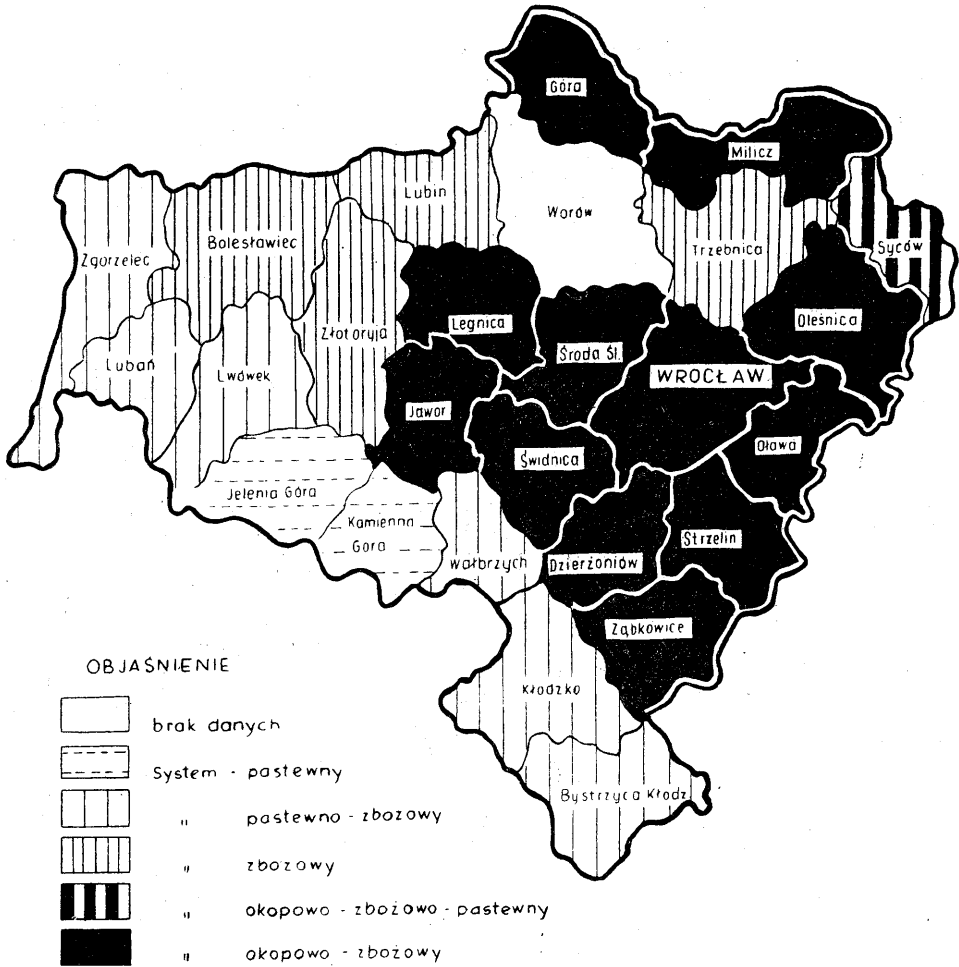 Góra
Milicz
Lubin
Worów
Syców
Bolesławiec
Trzebnica
Zgorzelec
Oleśnica
Legnica
Złotoryja
Środa Śl.
Lubań
Lwówek
WROCŁAW
Jawor
Oława
Świdnica
Jelenia Góra
Kamienna
Góra
Strzelin
Wałbrzych
Dzierżoniów
Ząbkowice
Kłodzko
Bystrzyca Kłodz.
OBJAŚNIENIE
brak danych
System - pastewny
" pastewno - zbożowy
" zbożowy
" okopowo - zbożowo - pastewny
" okopowo - zbożowy